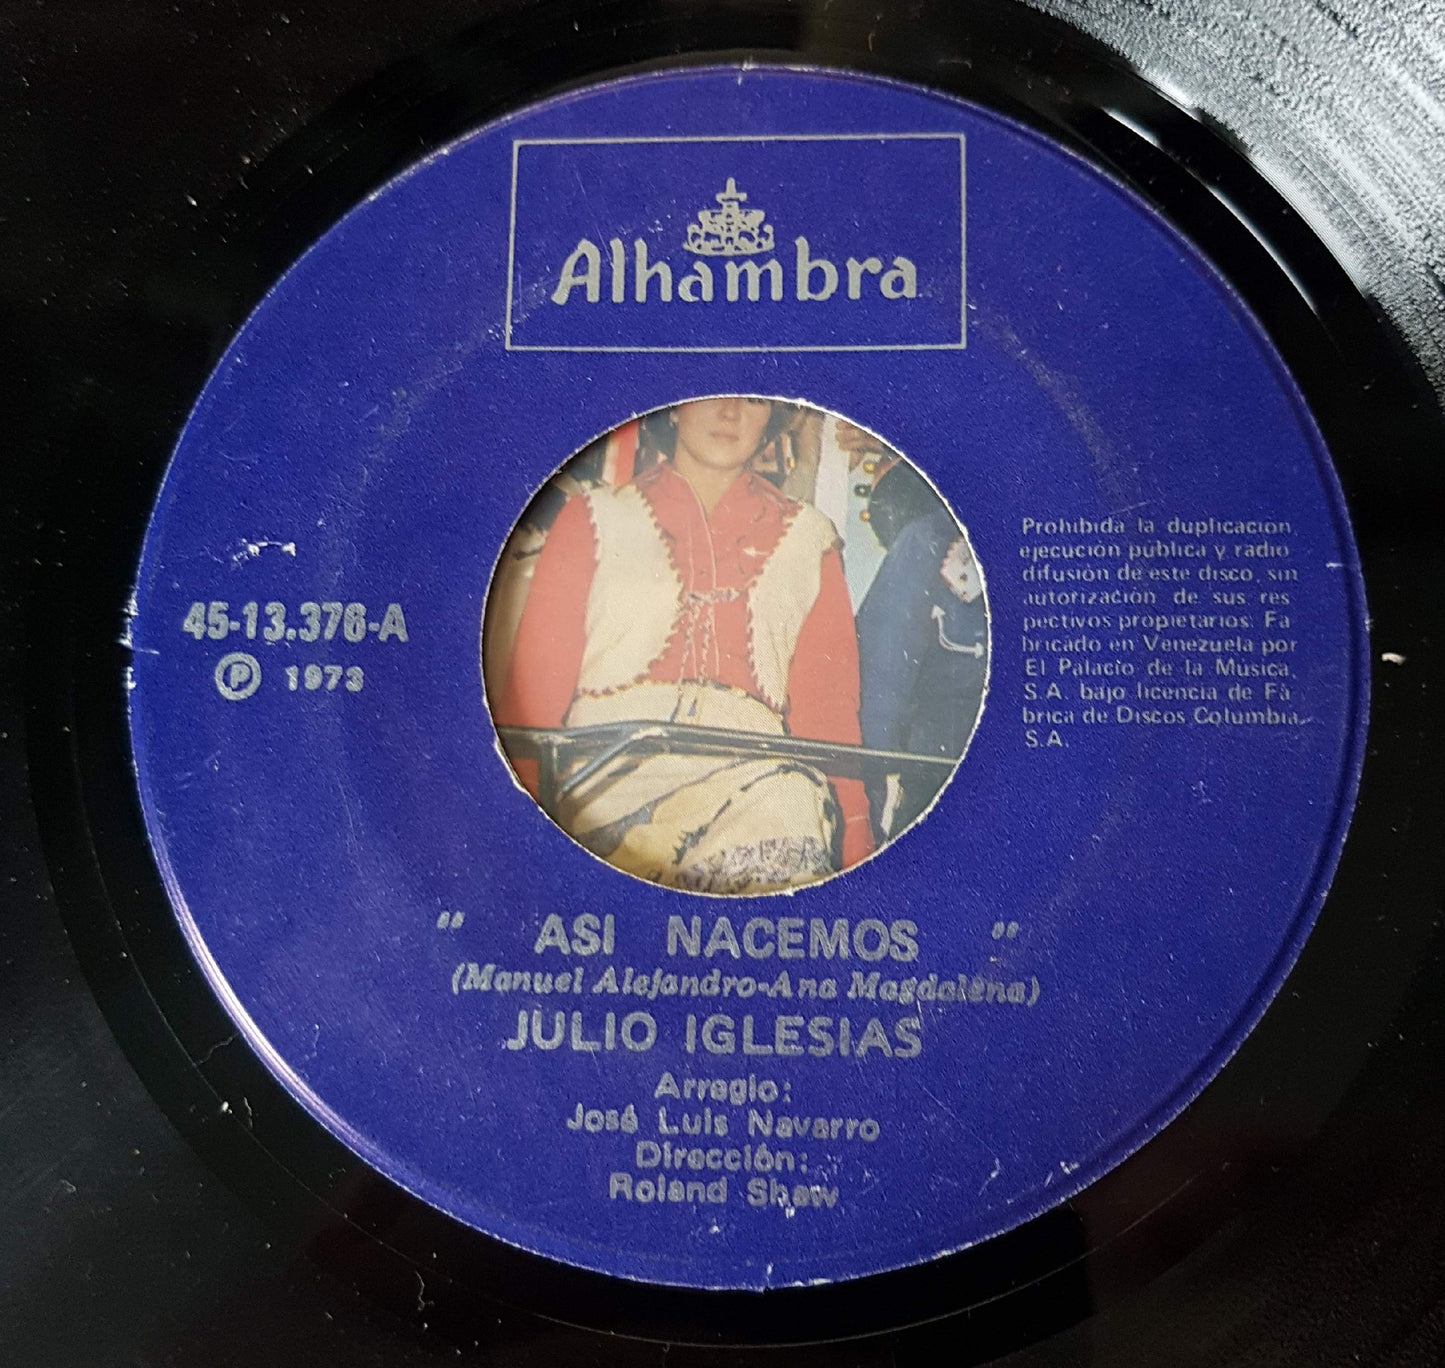 Alhambra
45-13.376-A
Ⓟ 1973
Prohibida la duplicacion,
ejecución pública y radio
difusión de este disco, sin
autorización de sus res
pectivos propietarios. Fa
bricado en Venezuela por
El Palacio de la Música,
S.A. bajo licencia de Fá
brica de Discos Columbia,
S.A.
" ASI NACEMOS "
(Manuel Alejandro-Ana Magdalena)
JULIO IGLESIAS
Arreglo:
José Luis Navarro
Dirección:
Roland Shaw